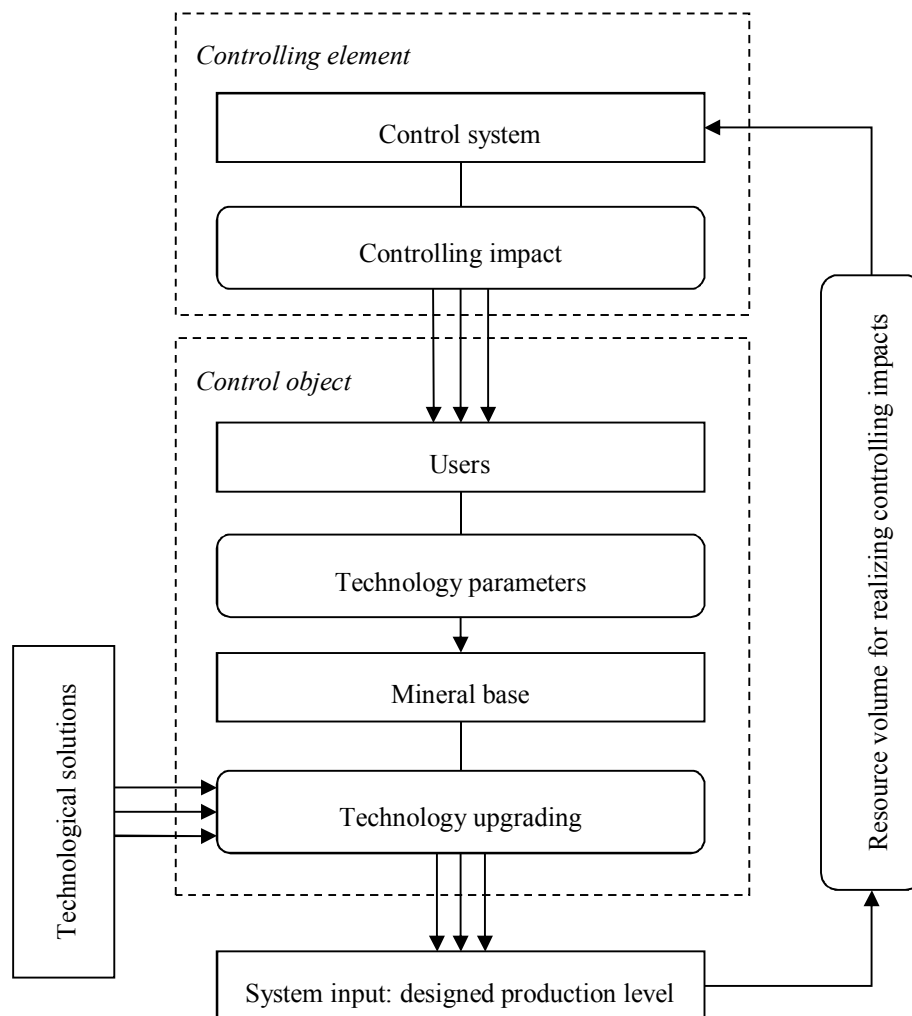 Controlling element
Control system
Controlling impact
Control object
Users
Technology parameters
Mineral base
Technology upgrading
System input: designed production level
Technological solutions
Resource volume for realizing controlling impacts